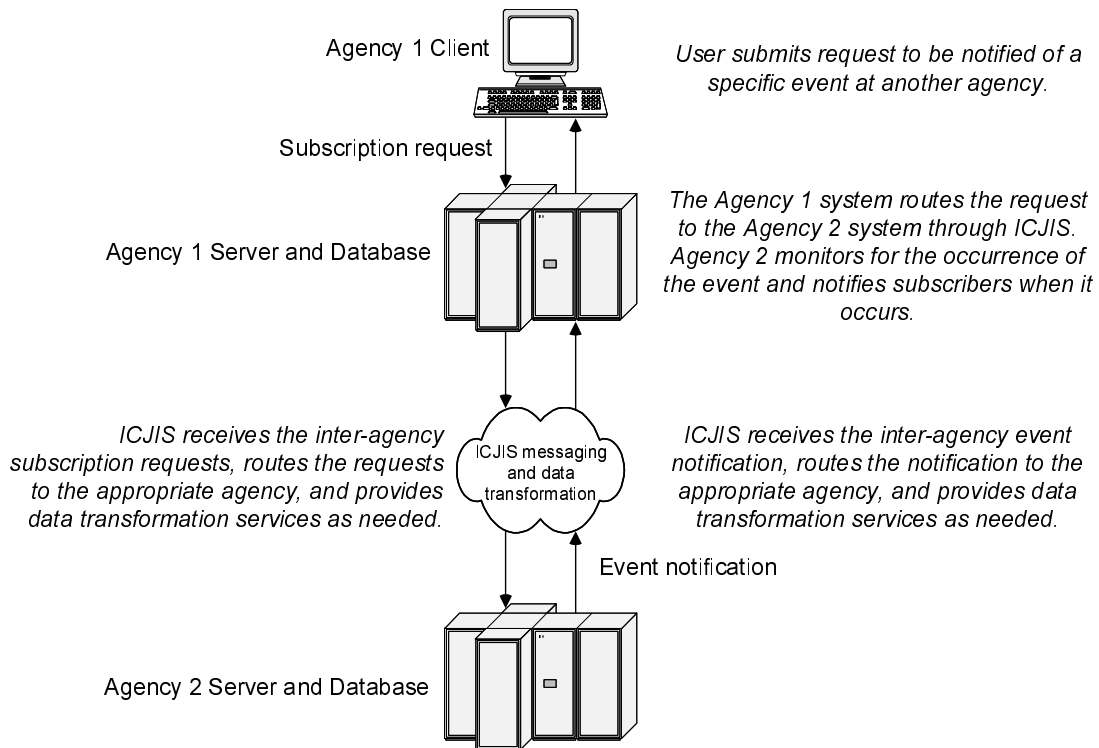 Agency 1 Client
User submits request to be notified of a
specific event at another agency.
Subscription request
The Agency 1 system routes the request
to the Agency 2 system through ICJIS.
Agency 2 monitors for the occurrence of
the event and notifies subscribers when it
occurs.
Agency 1 Server and Database
ICJIS receives the inter-agency
subscription requests, routes the requests
to the appropriate agency, and provides
data transformation services as needed.
ICJIS messaging
and data
transformation
ICJIS receives the inter-agency event
notification, routes the notification to the
appropriate agency, and provides data
transformation services as needed.
Event notification
Agency 2 Server and Database